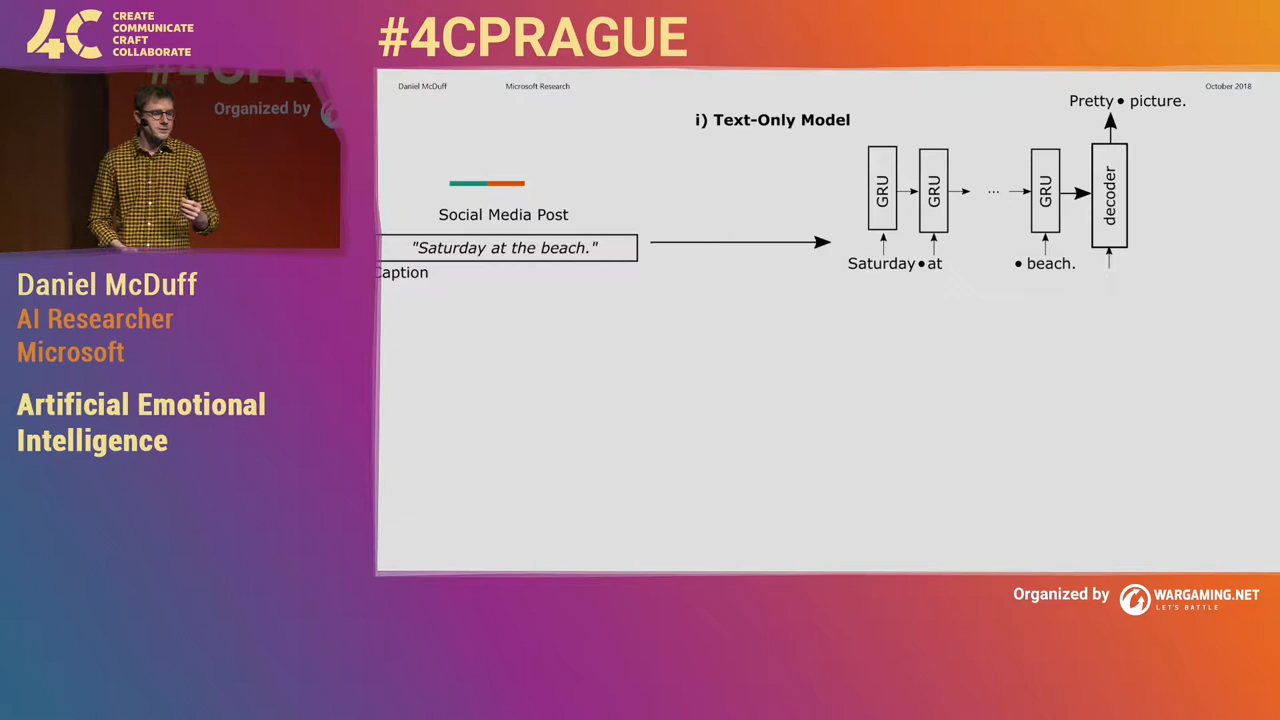 CREATE
COMMUNICATE
CRAFT
COLLABORATE
4C
#4CPRAGUE
Organized by
Daniel McDuff
AI Researcher
Microsoft
Artificial Emotional
Intelligence
Daniel McDuff
Microsoft Research
October 2018
i) Text-Only Model
Pretty • picture.
Social Media Post
"Saturday at the beach."
Caption
GRU
GRU
...
GRU
decoder
Saturday • at
• beach.
Organized by
WARGAMING.NET
LET'S BATTLE